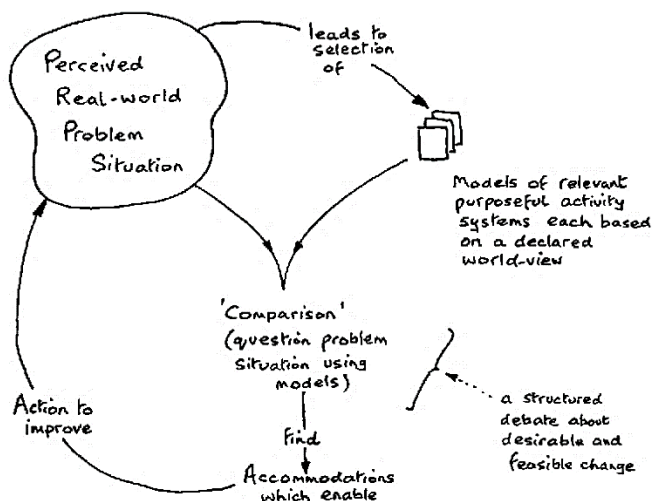 Perceived
Real-world
Problem
Situation
leads to
selection
of
Models of relevant
purposeful activity
systems each based
on a declared
world-view
'Comparison'
(question problem
situation using
models)
Find
Accommodations
which enable
Action to
improve
a structured
debate about
desirable and
feasible change